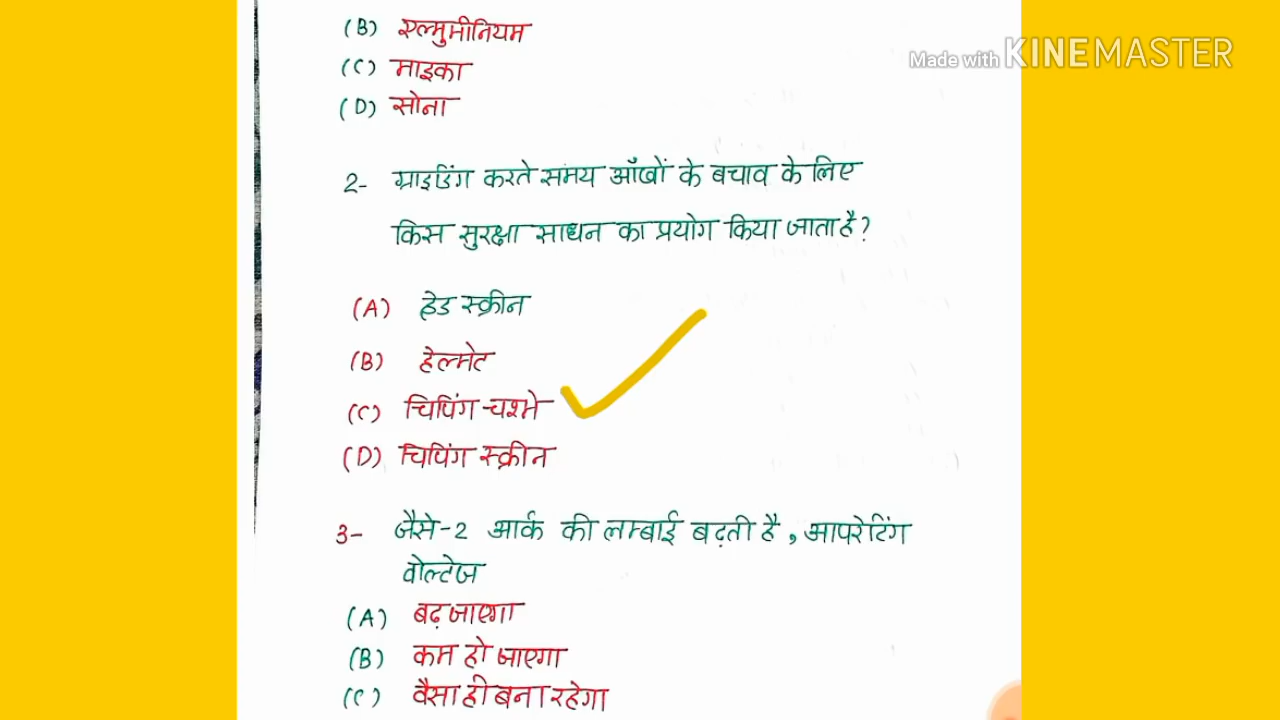 (B) एल्मुमीनियम
Made with KINEMASTER
(C) माइका
(D) सोना
2- ग्राइडिंग करते समय आँखों के बचाव के लिए
किस सुरक्षा साधन का प्रयोग किया जाता है?
(A) हेड स्क्रीन
(B) हेल्मेट
(C) चिपिंग चश्मे
(D) चिपिंग स्क्रीन
3- जैसे-2 आर्क की लम्बाई बढ़ती है, आपरेटिंग
वोल्टेज
(A) बढ़ जाएगा
(B) कम हो जाएगा
(C) वैसा ही बना रहेगा